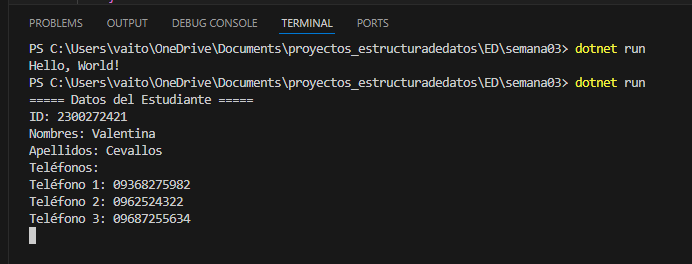 PROBLEMS OUTPUT DEBUG CONSOLE TERMINAL PORTS
PS C:\Users\vaito\OneDrive\Documents\proyectos_estructuradedatos\ED\semana03> dotnet run
Hello, World!
PS C:\Users\vaito\OneDrive\Documents\proyectos_estructuradedatos\ED\semana03> dotnet run
===== Datos del Estudiante =====
ID: 2300272421
Nombres: Valentina
Apellidos: Cevallos
Teléfonos:
Teléfono 1: 09368275982
Teléfono 2: 0962524322
Teléfono 3: 09687255634